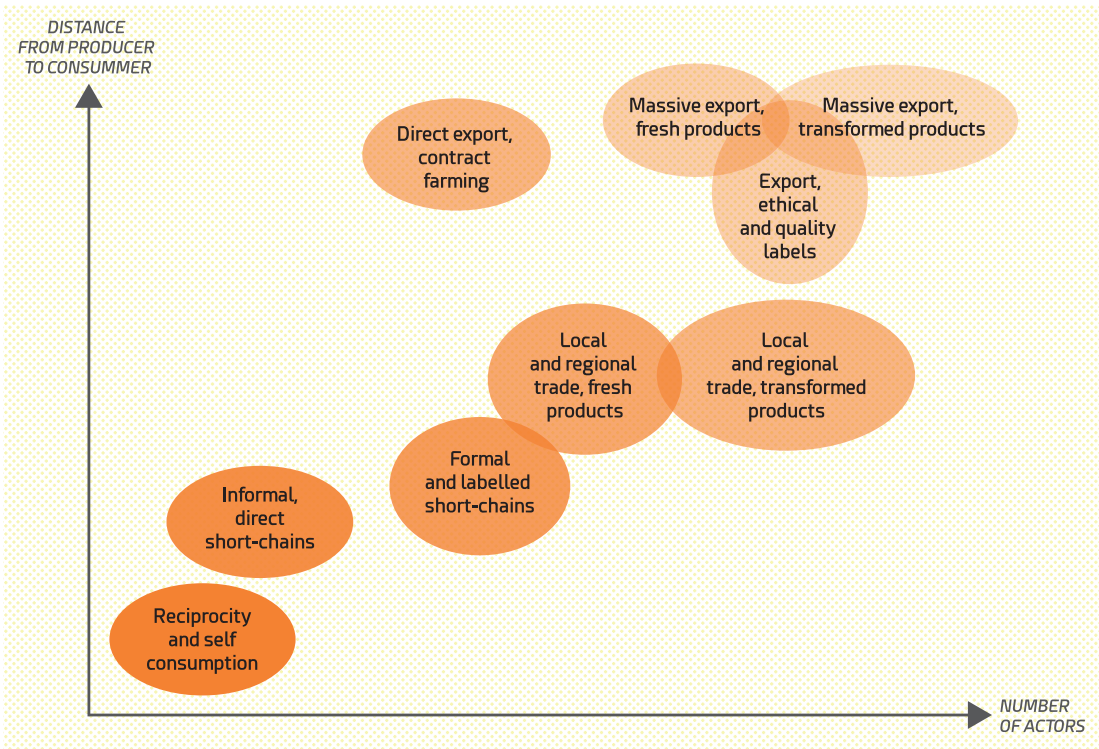 DISTANCE
FROM PRODUCER
TO CONSUMMER
Massive export,
fresh products
Massive export,
transformed products
Direct export,
contract
farming
Export,
ethical
and quality
labels
Local
and regional
trade, fresh
products
Local
and regional
trade, transformed
products
Formal
and labelled
short-chains
Informal,
direct
short-chains
Reciprocity
and self
consumption
NUMBER
OF ACTORS